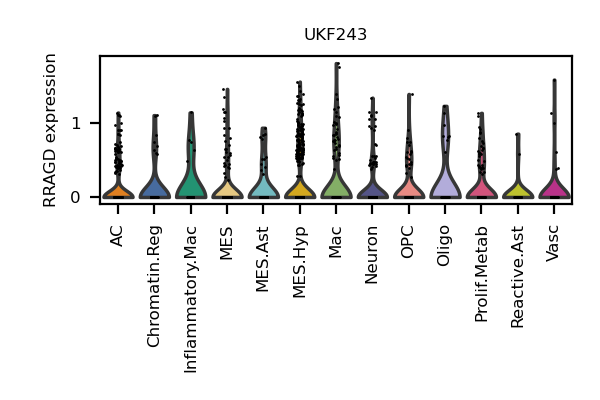 UKF243
RRAGD expression
1
0
AC
Chromatin.Reg
Inflammatory.Mac
MES
MES.Ast
MES.Hyp
Mac
Neuron
OPC
Oligo
Prolif.Metab
Reactive.Ast
Vasc